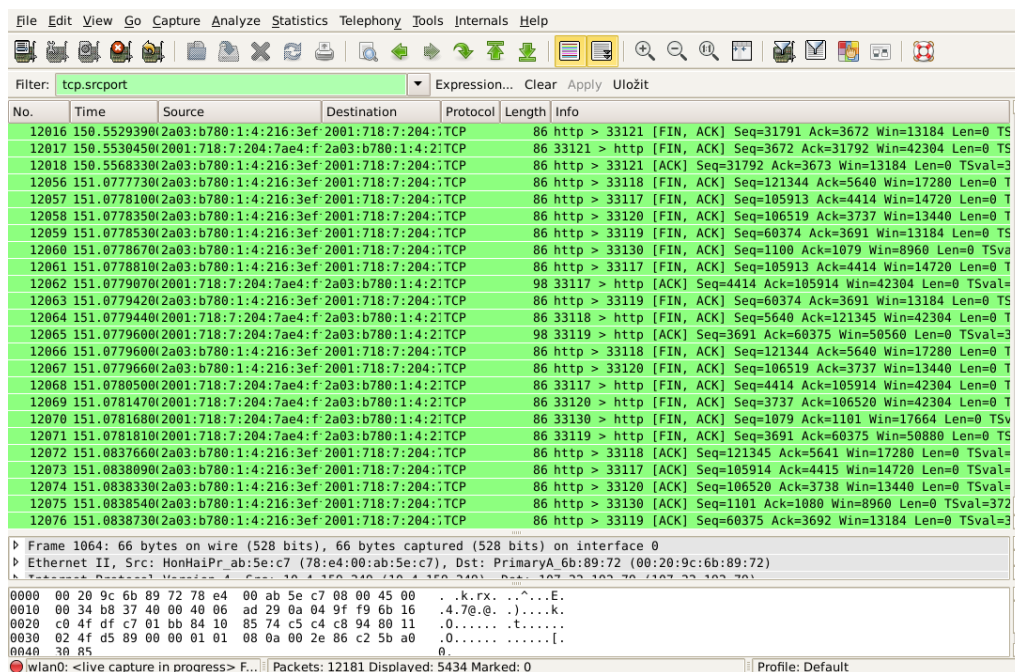 File Edit View Go Capture Analyze Statistics Telephony Tools Internals Help
Filter: tcp.srcport Expression... Clear Apply Uložit
No. Time Source Destination Protocol Length Info
12016 150.5529390( 2a03:b780:1:4:216:3ef 2001:718:7:204: TCP 86 http > 33121 [FIN, ACK] Seq=31791 Ack=3672 Win=13184 Len=0 TS
12017 150.5530450( 2001:718:7:204:7ae4:f 2a03:b780:1:4:21 TCP 86 33121 > http [FIN, ACK] Seq=3672 Ack=31792 Win=42304 Len=0 TS
12018 150.5568330( 2a03:b780:1:4:216:3ef 2001:718:7:204: TCP 86 http > 33121 [ACK] Seq=31792 Ack=3673 Win=13184 Len=0 TSval=3
12056 151.0777730( 2a03:b780:1:4:216:3ef 2001:718:7:204: TCP 86 http > 33118 [FIN, ACK] Seq=121344 Ack=5640 Win=17280 Len=0 T
12057 151.0778100( 2a03:b780:1:4:216:3ef 2001:718:7:204: TCP 86 http > 33117 [FIN, ACK] Seq=105913 Ack=4414 Win=14720 Len=0 T
12058 151.0778350( 2a03:b780:1:4:216:3ef 2001:718:7:204: TCP 86 http > 33120 [FIN, ACK] Seq=106519 Ack=3737 Win=13440 Len=0 T
12059 151.0778530( 2a03:b780:1:4:216:3ef 2001:718:7:204: TCP 86 http > 33119 [FIN, ACK] Seq=60374 Ack=3691 Win=13184 Len=0 TS
12060 151.0778670( 2a03:b780:1:4:216:3ef 2001:718:7:204: TCP 86 http > 33130 [FIN, ACK] Seq=1100 Ack=1079 Win=8960 Len=0 TSva
12061 151.0778810( 2a03:b780:1:4:216:3ef 2001:718:7:204: TCP 86 http > 33117 [FIN, ACK] Seq=105913 Ack=4414 Win=14720 Len=0 T
12062 151.0779070( 2001:718:7:204:7ae4:f 2a03:b780:1:4:21 TCP 98 33117 > http [ACK] Seq=4414 Ack=105914 Win=42304 Len=0 TSval=
12063 151.0779420( 2a03:b780:1:4:216:3ef 2001:718:7:204: TCP 86 http > 33119 [FIN, ACK] Seq=60374 Ack=3691 Win=13184 Len=0 TS
12064 151.0779440( 2001:718:7:204:7ae4:f 2a03:b780:1:4:21 TCP 86 33118 > http [FIN, ACK] Seq=5640 Ack=121345 Win=42304 Len=0 T
12065 151.0779600( 2001:718:7:204:7ae4:f 2a03:b780:1:4:21 TCP 98 33119 > http [ACK] Seq=3691 Ack=60375 Win=50560 Len=0 TSval=3
12066 151.0779600( 2a03:b780:1:4:216:3ef 2001:718:7:204: TCP 86 http > 33118 [FIN, ACK] Seq=121344 Ack=5640 Win=17280 Len=0 T
12067 151.0779660( 2a03:b780:1:4:216:3ef 2001:718:7:204: TCP 86 http > 33120 [FIN, ACK] Seq=106519 Ack=3737 Win=13440 Len=0 T
12068 151.0780500( 2001:718:7:204:7ae4:f 2a03:b780:1:4:21 TCP 86 33117 > http [FIN, ACK] Seq=4414 Ack=105914 Win=42304 Len=0 T
12069 151.0781470( 2001:718:7:204:7ae4:f 2a03:b780:1:4:21 TCP 86 33120 > http [FIN, ACK] Seq=3737 Ack=106520 Win=42304 Len=0 T
12070 151.0781680( 2001:718:7:204:7ae4:f 2a03:b780:1:4:21 TCP 86 33130 > http [FIN, ACK] Seq=1079 Ack=1101 Win=17664 Len=0 TSv
12071 151.0781810( 2001:718:7:204:7ae4:f 2a03:b780:1:4:21 TCP 86 33119 > http [FIN, ACK] Seq=3691 Ack=60375 Win=50880 Len=0 TS
12072 151.0837660( 2a03:b780:1:4:216:3ef 2001:718:7:204: TCP 86 http > 33118 [ACK] Seq=121345 Ack=5641 Win=17280 Len=0 TSval=
12073 151.0838090( 2a03:b780:1:4:216:3ef 2001:718:7:204: TCP 86 http > 33117 [ACK] Seq=105914 Ack=4415 Win=14720 Len=0 TSval=
12074 151.0838330( 2a03:b780:1:4:216:3ef 2001:718:7:204: TCP 86 http > 33120 [ACK] Seq=106520 Ack=3738 Win=13440 Len=0 TSval=
12075 151.0838540( 2a03:b780:1:4:216:3ef 2001:718:7:204: TCP 86 http > 33130 [ACK] Seq=1101 Ack=1080 Win=8960 Len=0 TSval=372
12076 151.0838730( 2a03:b780:1:4:216:3ef 2001:718:7:204: TCP 86 http > 33119 [ACK] Seq=60375 Ack=3692 Win=13184 Len=0 TSval=3
Frame 1064: 66 bytes on wire (528 bits), 66 bytes captured (528 bits) on interface 0
Ethernet II, Src: HonHaiPr_ab:5e:c7 (78:e4:00:ab:5e:c7), Dst: PrimaryA_6b:89:72 (00:20:9c:6b:89:72)
0000 00 20 9c 6b 89 72 78 e4 00 ab 5e c7 08 00 45 00 . .k.rx. ..^...E.
0010 00 34 b8 37 40 00 40 06 ad 29 0a 04 9f f9 6b 16 .4.7@.@. .)....k.
0020 c0 4f df c7 01 bb 84 10 85 74 c5 c4 c8 94 80 11 .O...... .t......
0030 02 4f d5 89 00 00 01 01 08 0a 00 2e 86 c2 5b a0 .O...... ......[.
0040 30 85 0.
wlan0: <live capture in progress> F... Packets: 12181 Displayed: 5434 Marked: 0 Profile: Default